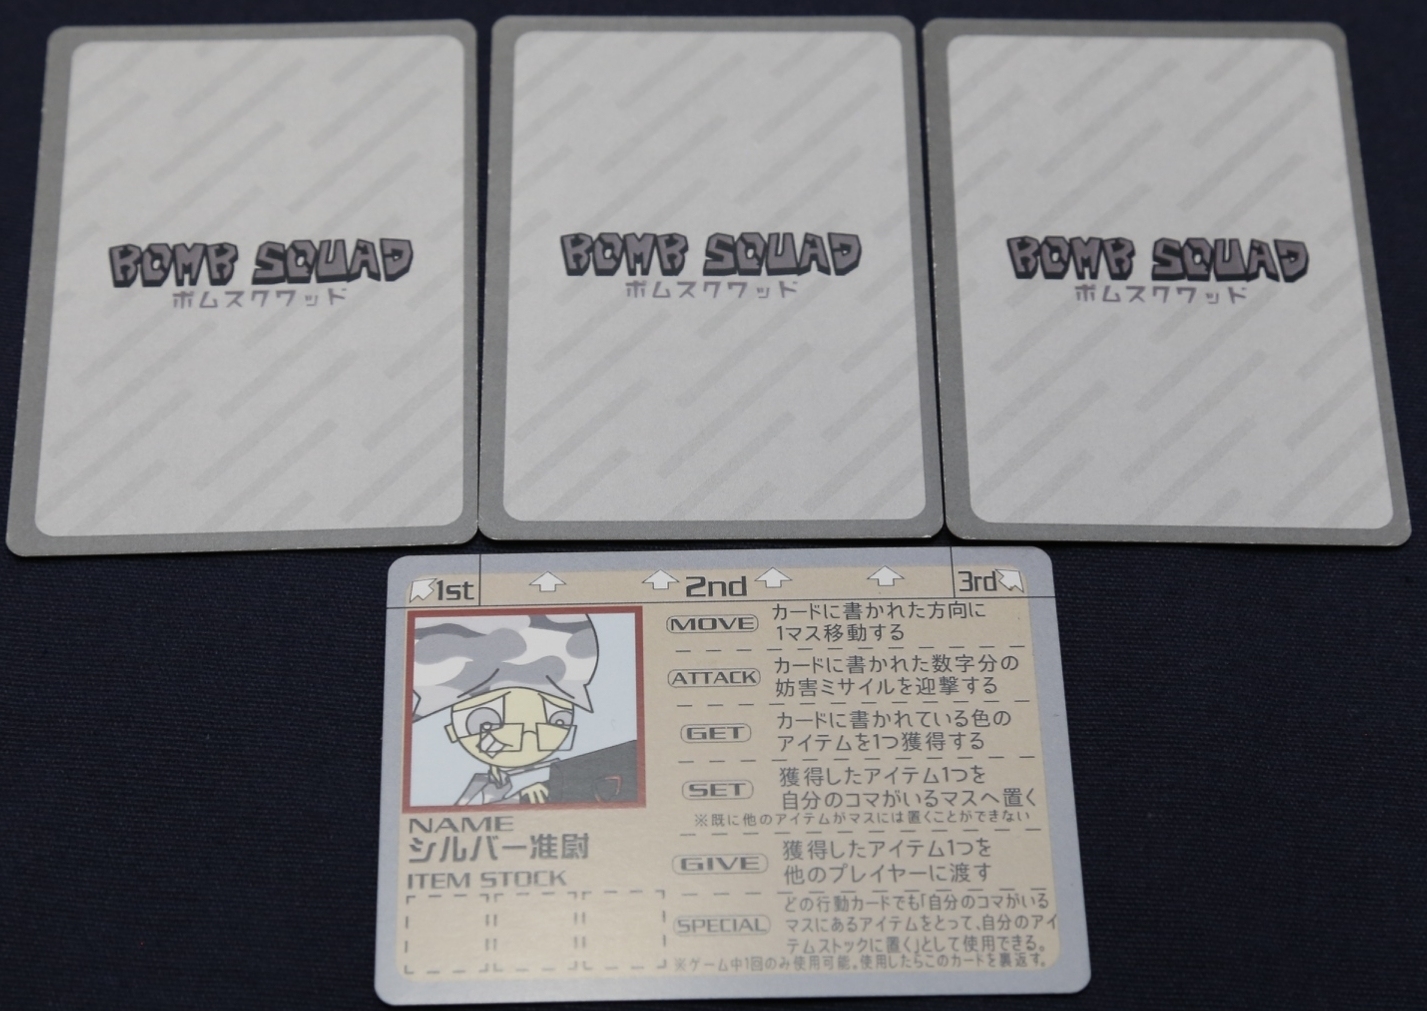 BOMB SQUAD
ボムスクワッド
BOMB SQUAD
ボムスクワッド
BOMB SQUAD
ボムスクワッド
1st 2nd 3rd
MOVE カードに書かれた方向に
1マス移動する
ATTACK カードに書かれた数字分の
妨害ミサイルを迎撃する
GET カードに書かれている色の
アイテムを1つ獲得する
SET 獲得したアイテム1つを
自分のコマがいるマスへ置く
※既に他のアイテムがマスには置くことができない
GIVE 獲得したアイテム1つを
他のプレイヤーに渡す
SPECIAL どの行動カードでも「自分のコマがいる
マスにあるアイテムをとって、自分のアイ
テムストックに置く」として使用できる。
※ゲーム中1回のみ使用可能。使用したらこのカードを裏返す。
NAME
シルバー准尉
ITEM STOCK